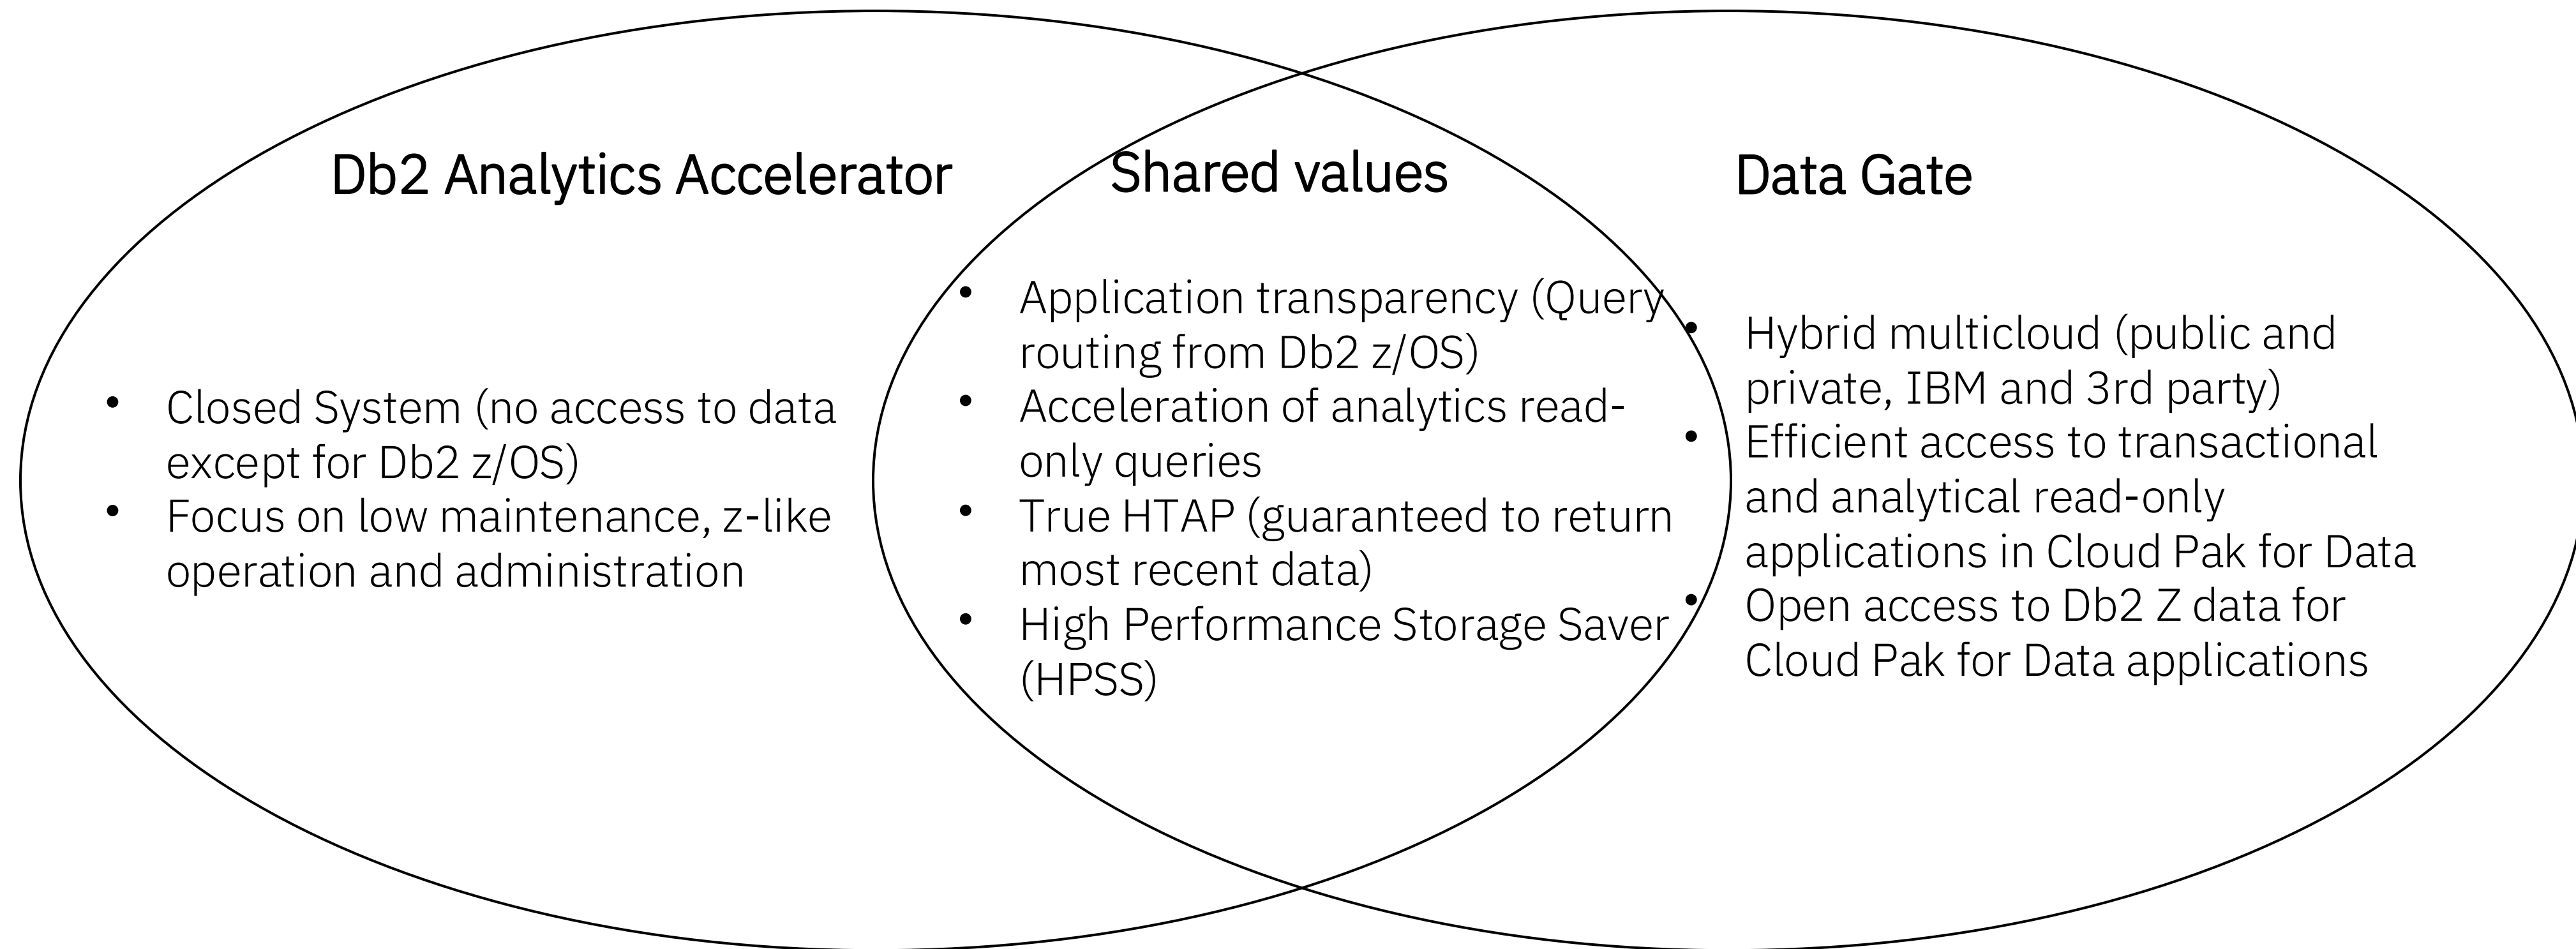 Db2 Analytics Accelerator
• Closed System (no access to data
except for Db2 z/OS)
• Focus on low maintenance, z-like
operation and administration
Shared values
• Application transparency (Query
routing from Db2 z/OS)
• Acceleration of analytics read-
only queries
• True HTAP (guaranteed to return
most recent data)
• High Performance Storage Saver
(HPSS)
Data Gate
• Hybrid multicloud (public and
private, IBM and 3rd party)
• Efficient access to transactional
and analytical read-only
applications in Cloud Pak for Data
• Open access to Db2 Z data for
Cloud Pak for Data applications